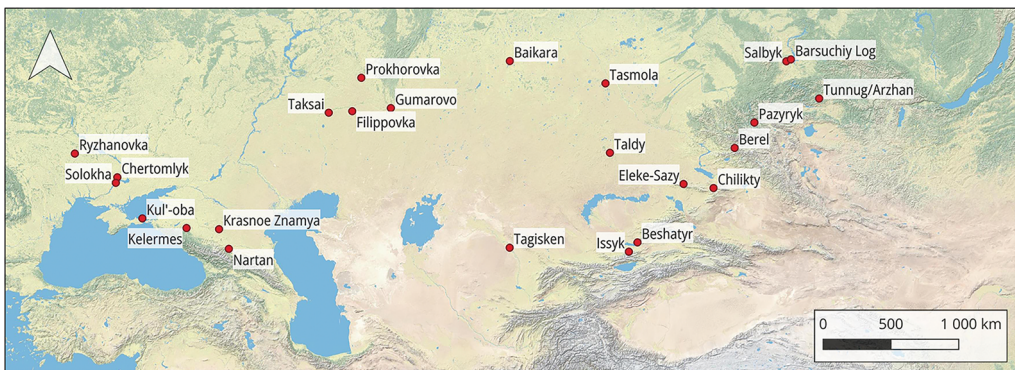 Baikara
Salbyk
Barsuchiy Log
Prokhorovka
Tasmola
Tunnug/Arzhan
Taksai
Gumarovo
Filippovka
Pazyryk
Ryzhanovka
Taldy
Berel
Chertomlyk
Solokha
Eleke-Sazy
Chilikty
Kul'-oba
Krasnoe Znamya
Kelermes
Nartan
Tagisken
Issyk
Beshatyr
0 500 1 000 km